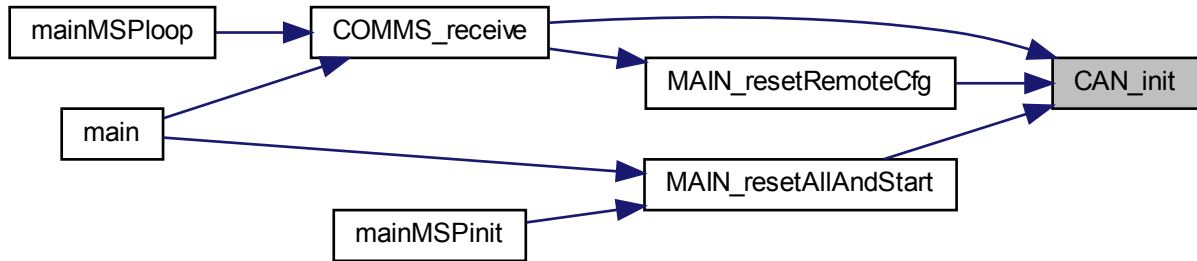 mainMSPloop
COMMS_receive
MAIN_resetRemoteCfg
CAN_init
main
MAIN_resetAllAndStart
mainMSPinit